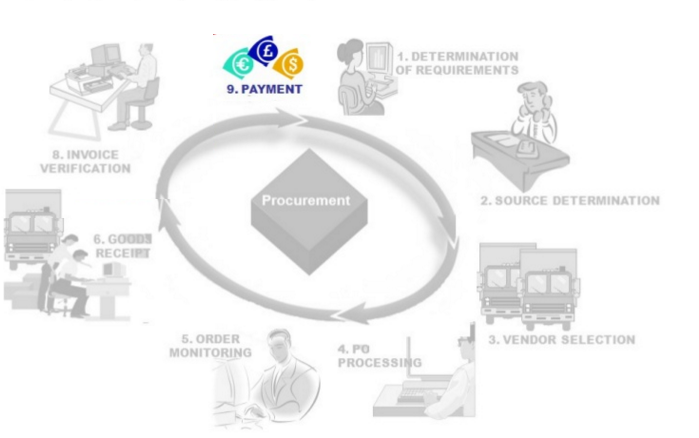 € £ $
9. PAYMENT
1. DETERMINATION
OF REQUIREMENTS
2. SOURCE DETERMINATION
3. VENDOR SELECTION
4. PO
PROCESSING
5. ORDER
MONITORING
6. GOODS
RECEIPT
8. INVOICE
VERIFICATION
Procurement